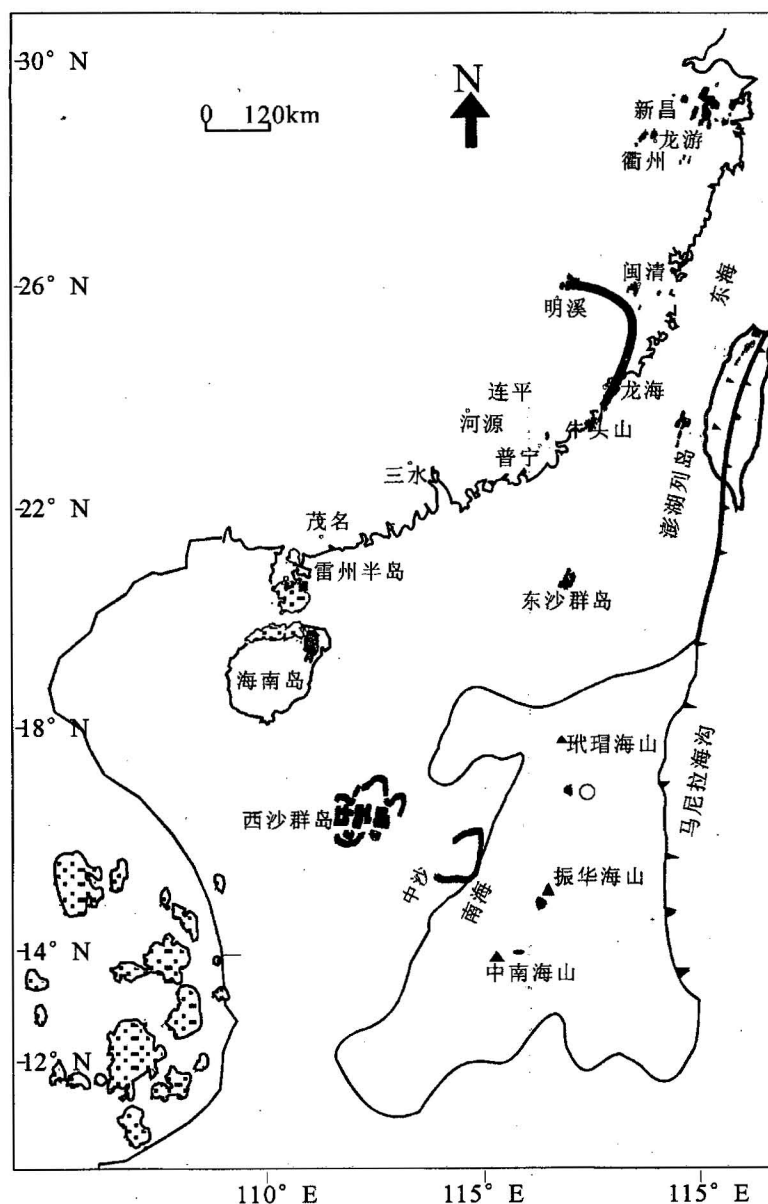 30° N
N
0 120km
新昌
龙游
衢州
26° N
闽清
明溪
东海
连平
龙海
河源
牛头山
普宁
三水
澎湖列岛
22° N
茂名
雷州半岛
东沙群岛
海南岛
18° N
玳瑁海山
马尼拉海沟
西沙群岛
中沙
南海
振华海山
14° N
中南海山
12° N
110° E
115° E
115° E